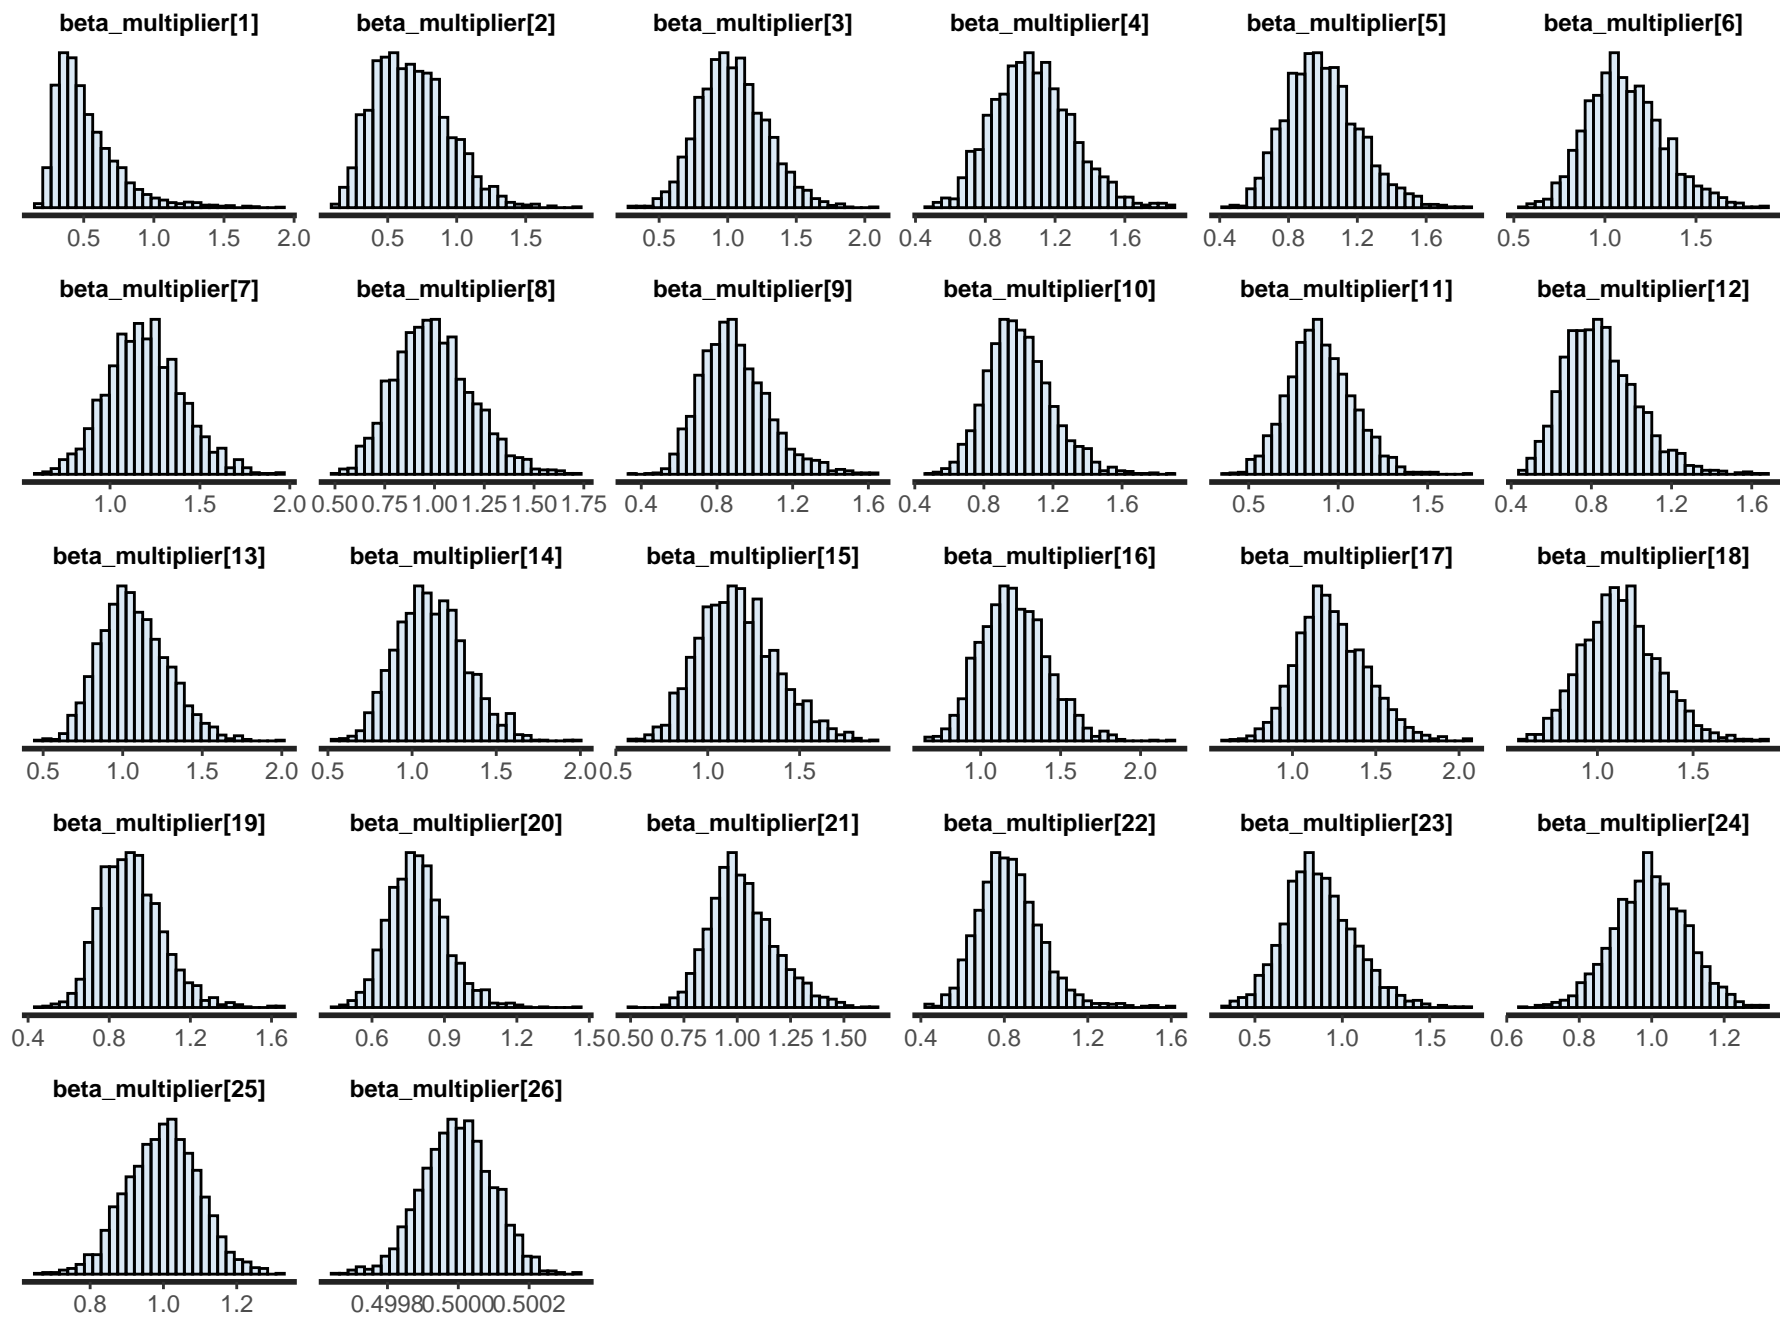 beta_multiplier[1] beta_multiplier[2] beta_multiplier[3] beta_multiplier[4] beta_multiplier[5] beta_multiplier[6]
0.5 1.0 1.5 2.0 0.5 1.0 1.5 0.5 1.0 1.5 2.0 0.4 0.8 1.2 1.6 0.4 0.8 1.2 1.6 0.5 1.0 1.5
beta_multiplier[7] beta_multiplier[8] beta_multiplier[9] beta_multiplier[10] beta_multiplier[11] beta_multiplier[12]
1.0 1.5 2.0 0.50 0.75 1.00 1.25 1.50 1.75 0.4 0.8 1.2 1.6 0.4 0.8 1.2 1.6 0.5 1.0 1.5 0.4 0.8 1.2 1.6
beta_multiplier[13] beta_multiplier[14] beta_multiplier[15] beta_multiplier[16] beta_multiplier[17] beta_multiplier[18]
0.5 1.0 1.5 2.0 0.5 1.0 1.5 2.0 0.5 1.0 1.5 1.0 1.5 2.0 1.0 1.5 2.0 1.0 1.5
beta_multiplier[19] beta_multiplier[20] beta_multiplier[21] beta_multiplier[22] beta_multiplier[23] beta_multiplier[24]
0.4 0.8 1.2 1.6 0.6 0.9 1.2 1.5 0.50 0.75 1.00 1.25 1.50 0.4 0.8 1.2 1.6 0.5 1.0 1.5 0.6 0.8 1.0 1.2
beta_multiplier[25] beta_multiplier[26]
0.8 1.0 1.2 0.4998 0.5000 0.5002